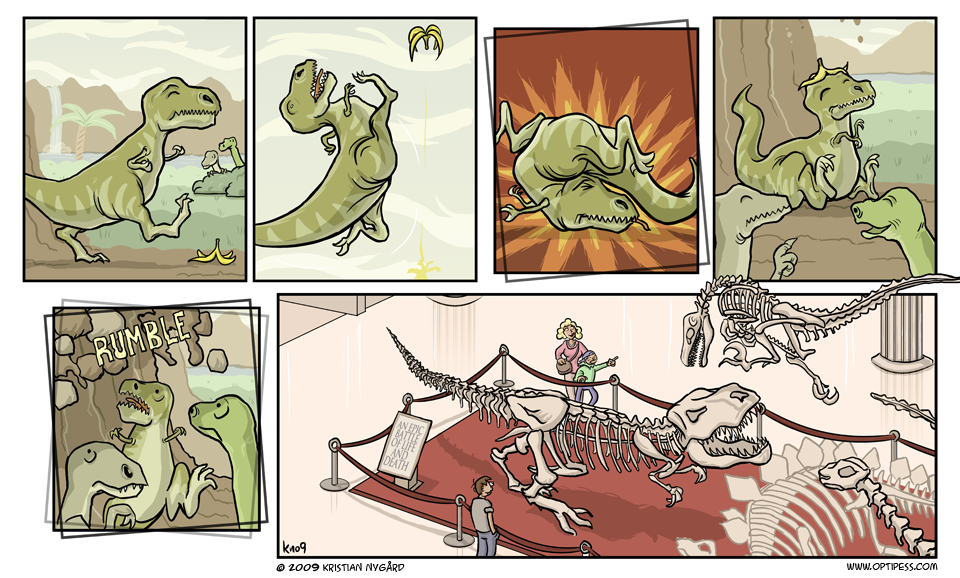 RUMBLE
AN EPIC
BATTLE
OF LIFE
AND
DEATH
KN09
© 2009 KRISTIAN NYGÅRD
WWW.OPTIPESS.COM